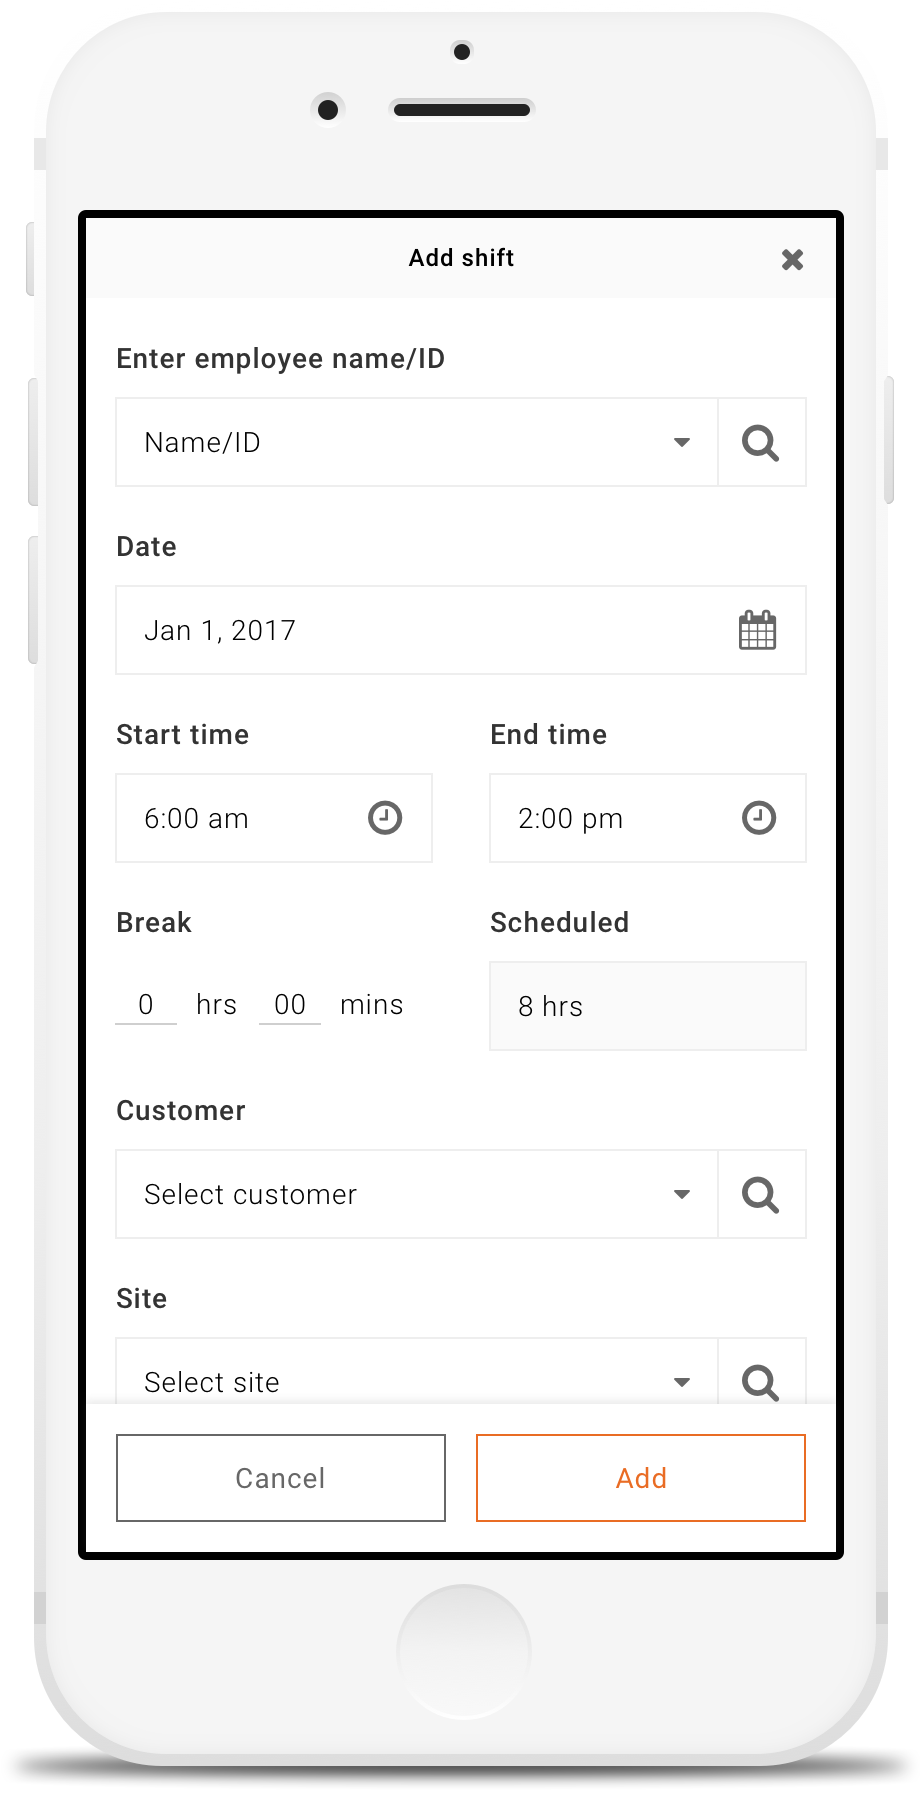 Add shift
Enter employee name/ID
Name/ID
Date
Jan 1, 2017
Start time
End time
6:00 am
2:00 pm
Break
Scheduled
0 hrs 00 mins
8 hrs
Customer
Select customer
Site
Select site
Cancel
Add